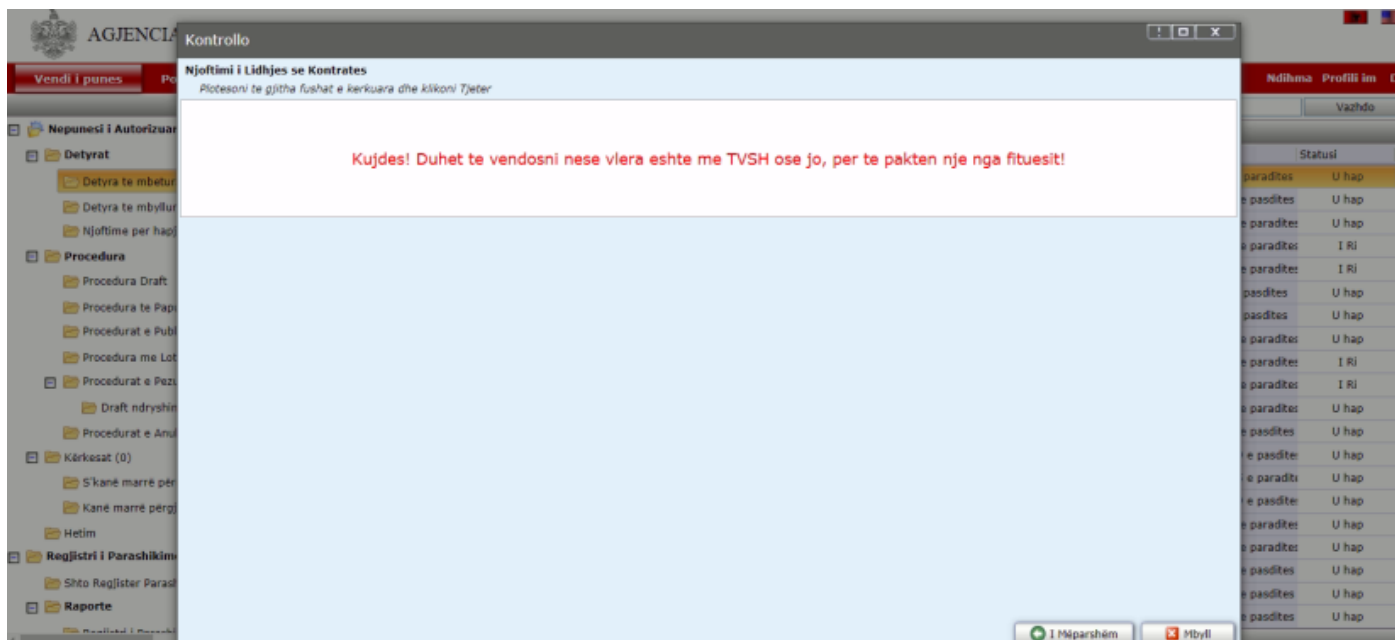 AGJENCIA
Kontrollo
! X
Vendi i punes
Njoftimi i Lidhjes se Kontrates
Plotesoni te gjitha fushat e kerkuara dhe klikoni Tjeter
Ndihma Profili im
Vazhdo
Nepunesi i Autorizuar
Detyrat
Detyra te mbetur
Detyra te mbyllur
Njoftime per hapj
Procedura
Procedura Draft
Procedura te Papu
Procedurat e Publ
Procedura me Lot
Procedurat e Pezu
Draft ndryshim
Procedurat e Anul
Kërkesat (0)
S'kanë marrë për
Kanë marrë përgj
Hetim
Regjistri i Parashikime
Shto Regjister Parash
Raporte
Kujdes! Duhet te vendosni nese vlera eshte me TVSH ose jo, per te pakten nje nga fituesit!
Statusi
paradites U hap
e pasdites U hap
e paradites U hap
e paradites I Ri
e paradites I Ri
pasdites U hap
pasdites U hap
e paradites U hap
e paradites I Ri
e paradites I Ri
e paradites U hap
e pasdites U hap
e pasdites U hap
e paradite U hap
e pasdites U hap
e paradites U hap
e paradites U hap
e pasdites U hap
e pasdites U hap
e pasdites U hap
I Mëparshëm
Mbyll